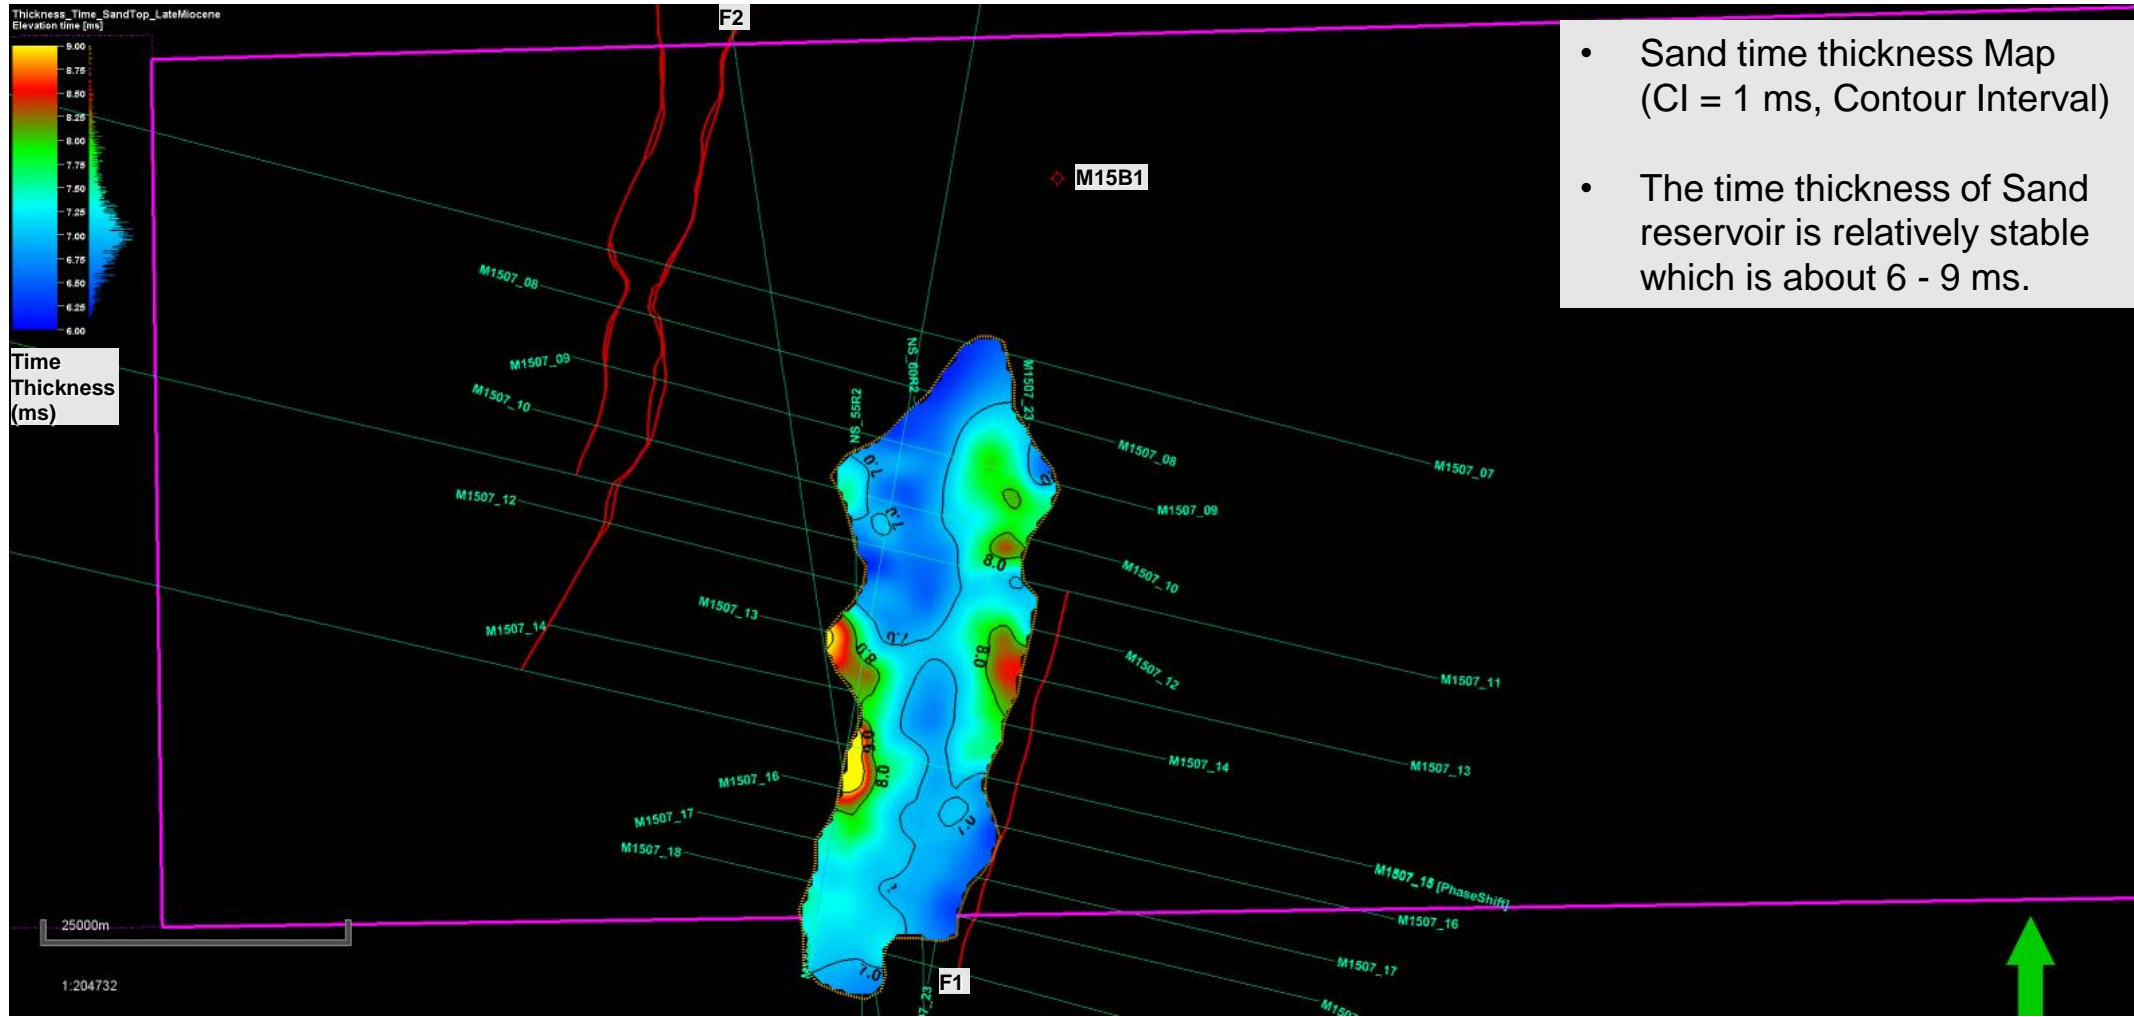 Thickness_Time_SandTop_LateMiocene
Elevation time [ms]
9.00
8.75
8.50
8.25
8.00
7.75
7.50
7.25
7.00
6.75
6.50
6.25
6.00
Time
Thickness
(ms)
F2
M15B1
• Sand time thickness Map
(CI = 1 ms, Contour Interval)
• The time thickness of Sand
reservoir is relatively stable
which is about 6 - 9 ms.
M1507_08
M1507_09
M1507_10
M1507_12
M1507_13
M1507_14
M1507_16
M1507_17
M1507_18
NS_55R2
NS_60R2
M1507_23
M1507_08
M1507_07
M1507_09
M1507_10
M1507_12
M1507_11
M1507_14
M1507_13
M1507_15 [PhaseShift]
M1507_16
M1507_17
7.0
7.0
8.0
7.0
8.0
8.0
9.0
8.0
7.0
7.0
F1
25000m
1:204732